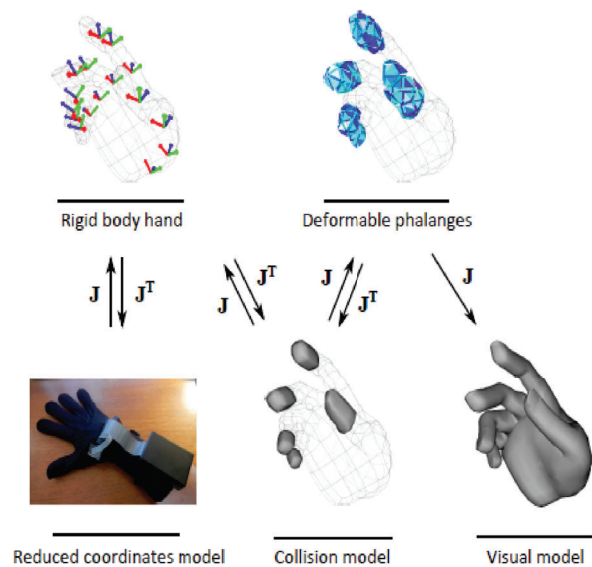 Rigid body hand
Deformable phalanges
J
J^T
J
J^T
J
J^T
J
Reduced coordinates model
Collision model
Visual model